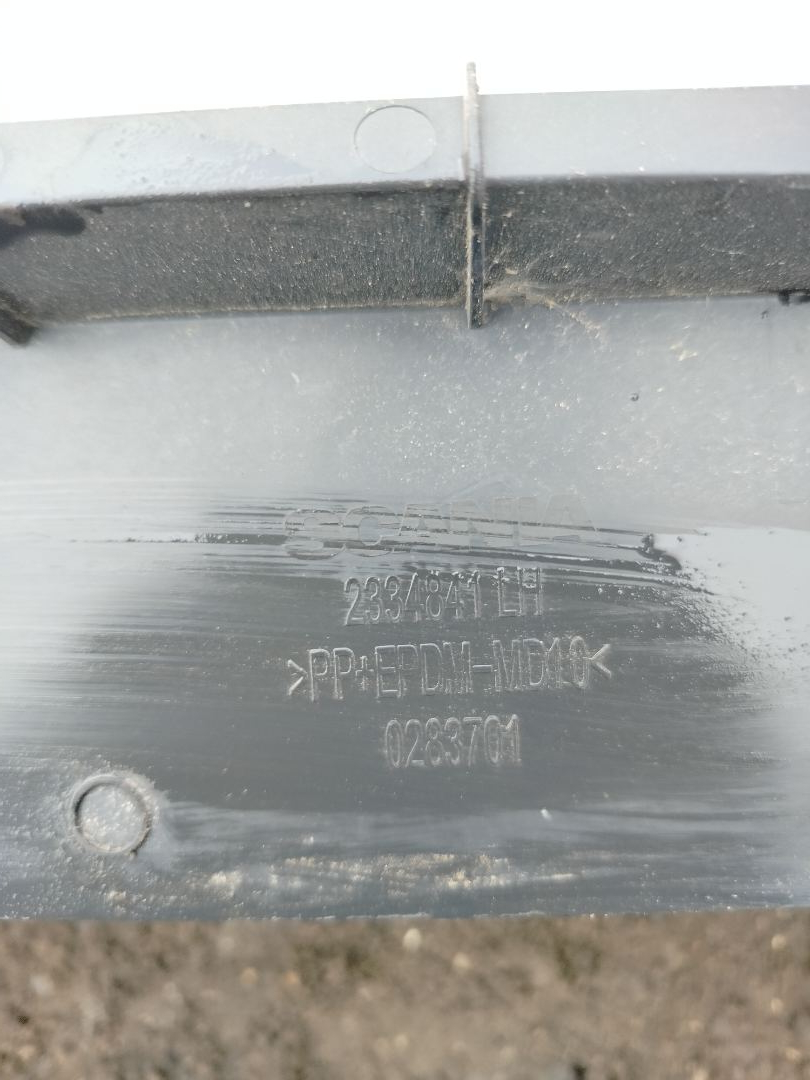 SCANIA
2334841 LH
>PP+EPDM-MD10<
0283701